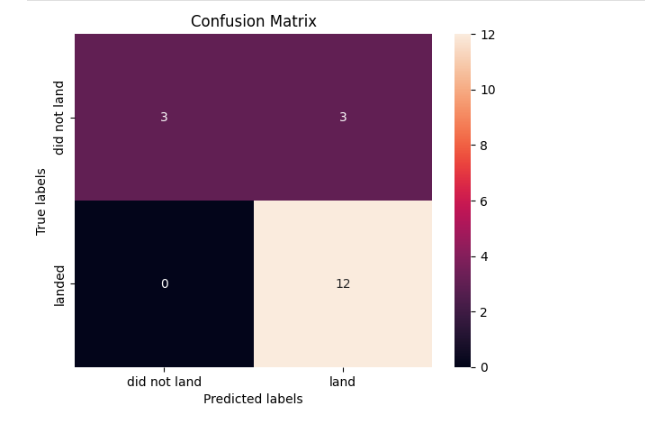 Confusion Matrix
did not land
landed
True labels
3
3
0
12
did not land
land
Predicted labels
12
10
8
6
4
2
0